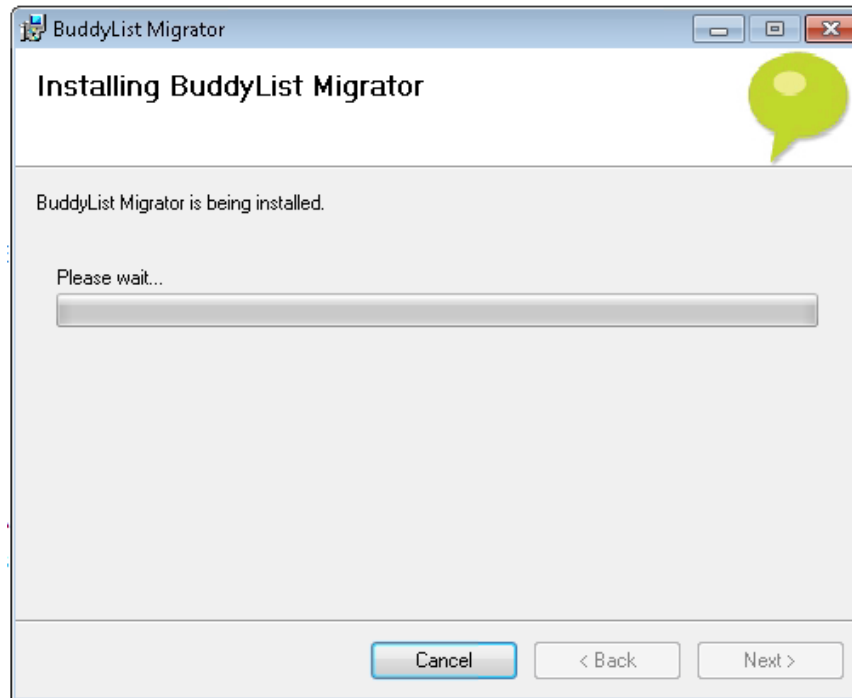 BuddyList Migrator
Installing BuddyList Migrator
BuddyList Migrator is being installed.
Please wait...
Cancel
< Back
Next >